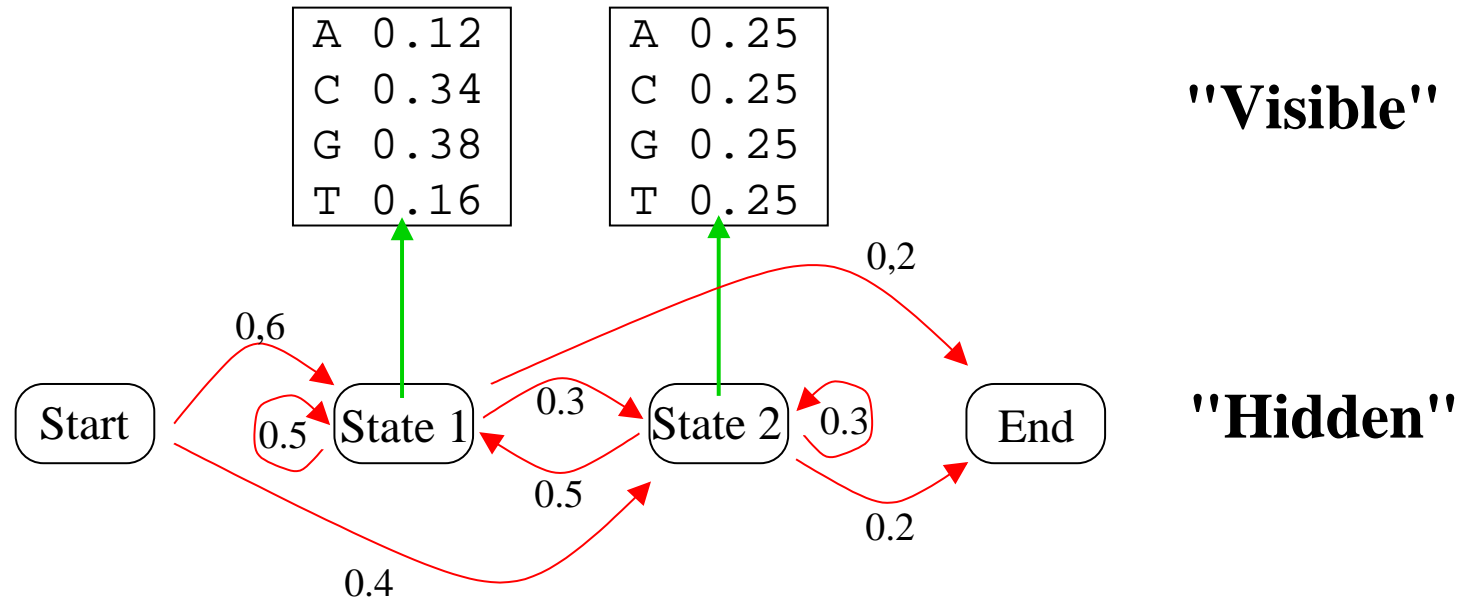 A 0.12
C 0.34
G 0.38
T 0.16
A 0.25
C 0.25
G 0.25
T 0.25
"Visible"
0,2
0,6
Start
0.5
State 1
0.3
0.5
State 2
0.3
End
"Hidden"
0.2
0.4